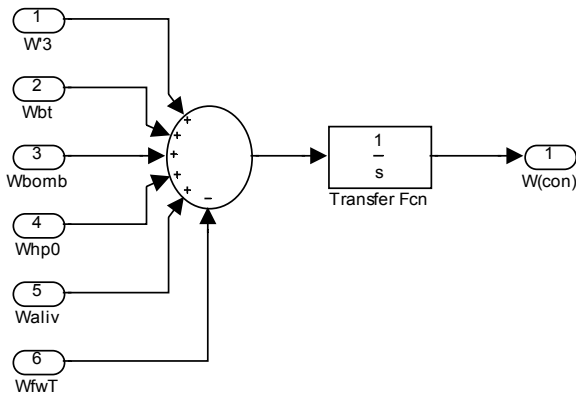 1
W'3
2
Wbt
3
Wbomb
4
Whp0
5
Waliv
6
WfwT
+
+
+
+
+
−
1
s
Transfer Fcn
1
W(con)